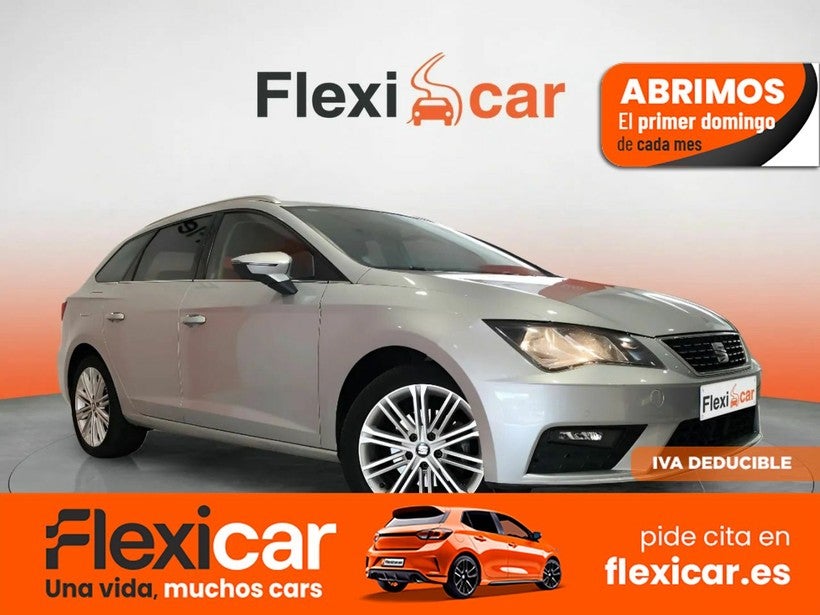 Flexicar
ABRIMOS
El primer domingo
de cada mes
Flexicar
IVA DEDUCIBLE
Flexicar
Una vida, muchos cars
pide cita en
flexicar.es